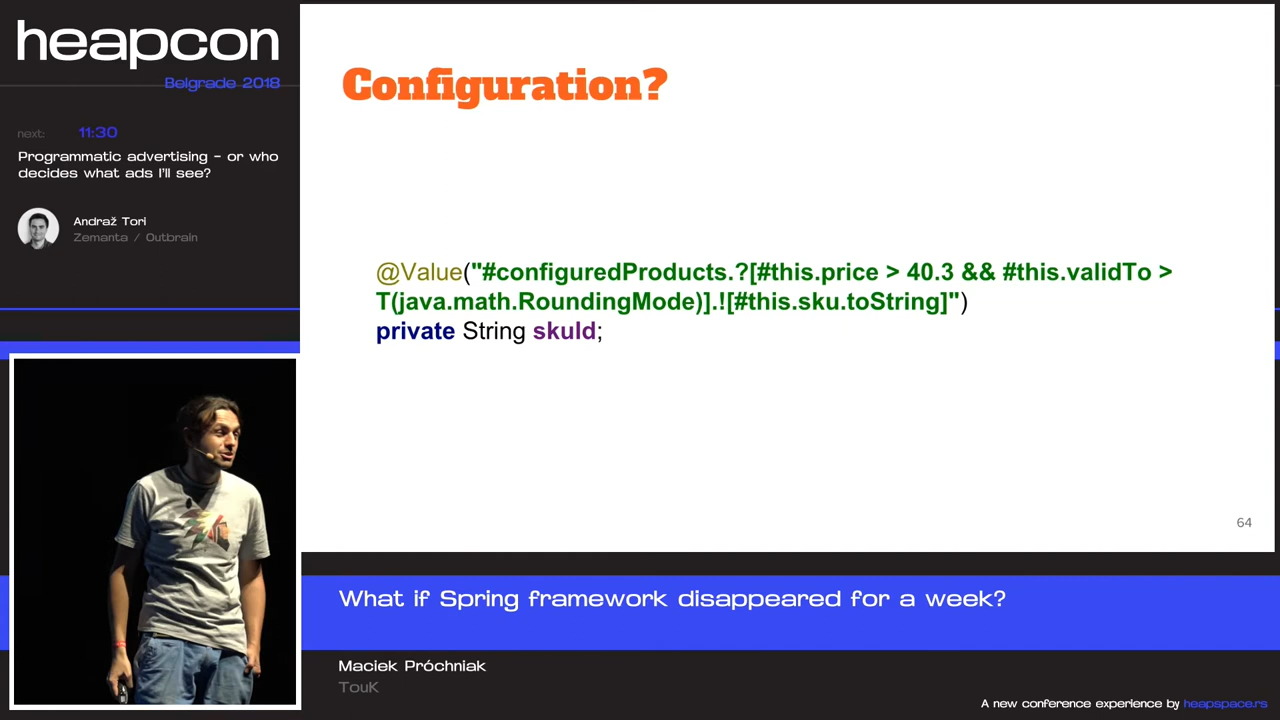 heapcon
Belgrade 2018
next: 11:30
Programmatic advertising - or who
decides what ads I'll see?
Andraž Tori
Zemanta / Outbrain
Configuration?
@Value("#configuredProducts.?[#this.price > 40.3 && #this.validTo >
T(java.math.RoundingMode)].![#this.sku.toString]")
private String skuId;
64
What if Spring framework disappeared for a week?
Maciek Próchniak
TouK
A new conference experience by heapspace.rs